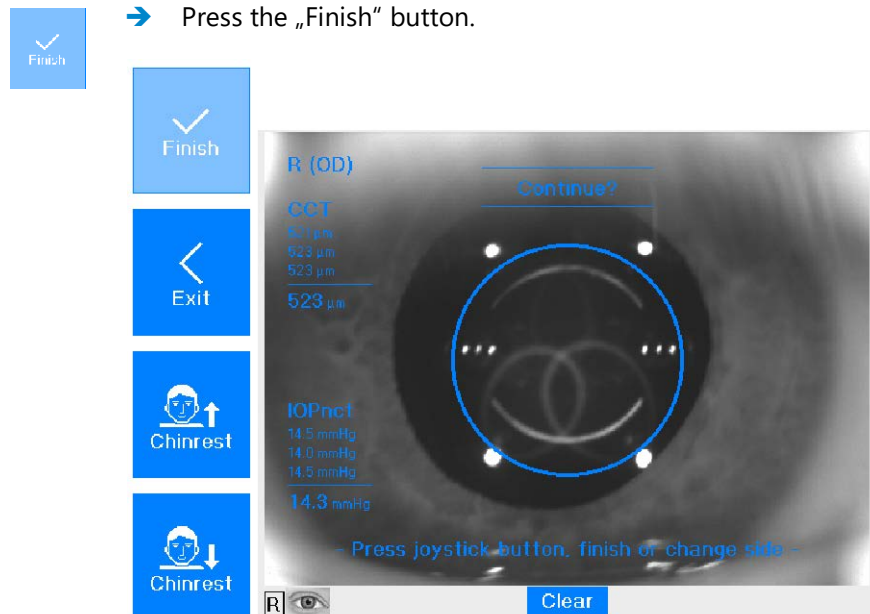 Finish
➔ Press the „Finish“ button.
Finish
Exit
Chinrest
Chinrest
R (OD)
Continue?
CCT
521 µm
523 µm
523 µm
523 µm
IOPnct
14.5 mmHg
14.0 mmHg
14.5 mmHg
14.3 mmHg
- Press joystick button, finish or change side -
R
Clear